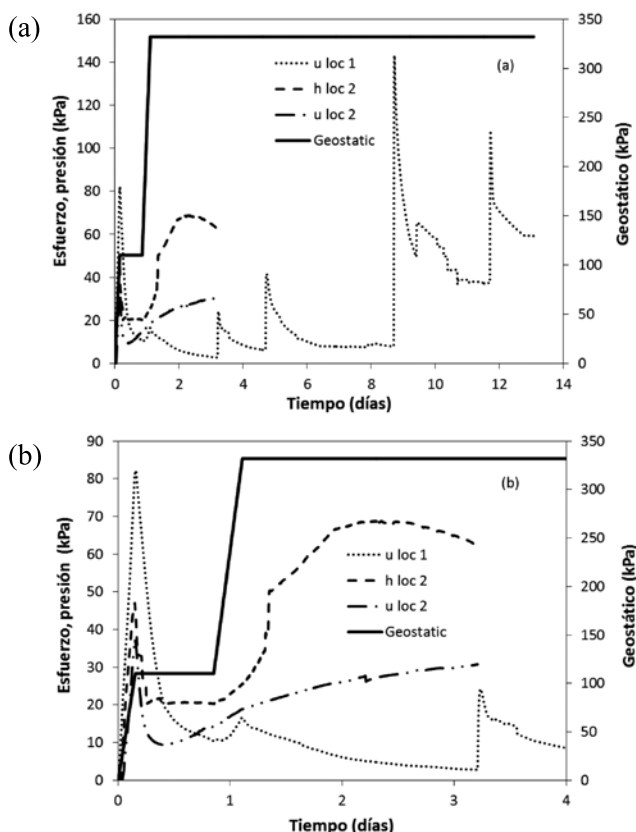 (a)
(a)
Esfuerzo, presión (kPa)
160
140
120
100
80
60
40
20
0
u loc 1
h loc 2
u loc 2
Geostatic
350
300
250
200
150
100
50
0
Geostático (kPa)
0 2 4 6 8 10 12 14
Tiempo (días)
(b)
(b)
Esfuerzo, presión (kPa)
90
80
70
60
50
40
30
20
10
0
u loc 1
h loc 2
u loc 2
Geostatic
350
300
250
200
150
100
50
0
Geostático (kPa)
0 1 2 3 4
Tiempo (días)